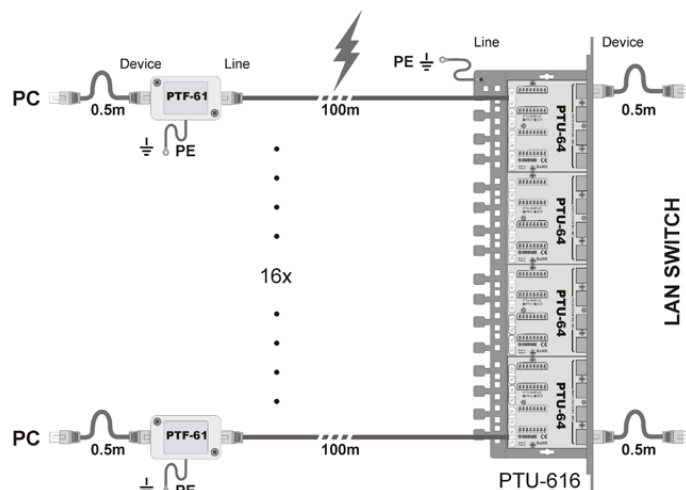 Device
Line
PC
PTF-61
0.5m
PE
100m
Line
PE
Device
0.5m
PTU-64
PTU-64
PTU-64
PTU-64
16x
LAN SWITCH
PC
PTF-61
0.5m
PE
100m
0.5m
PTU-616